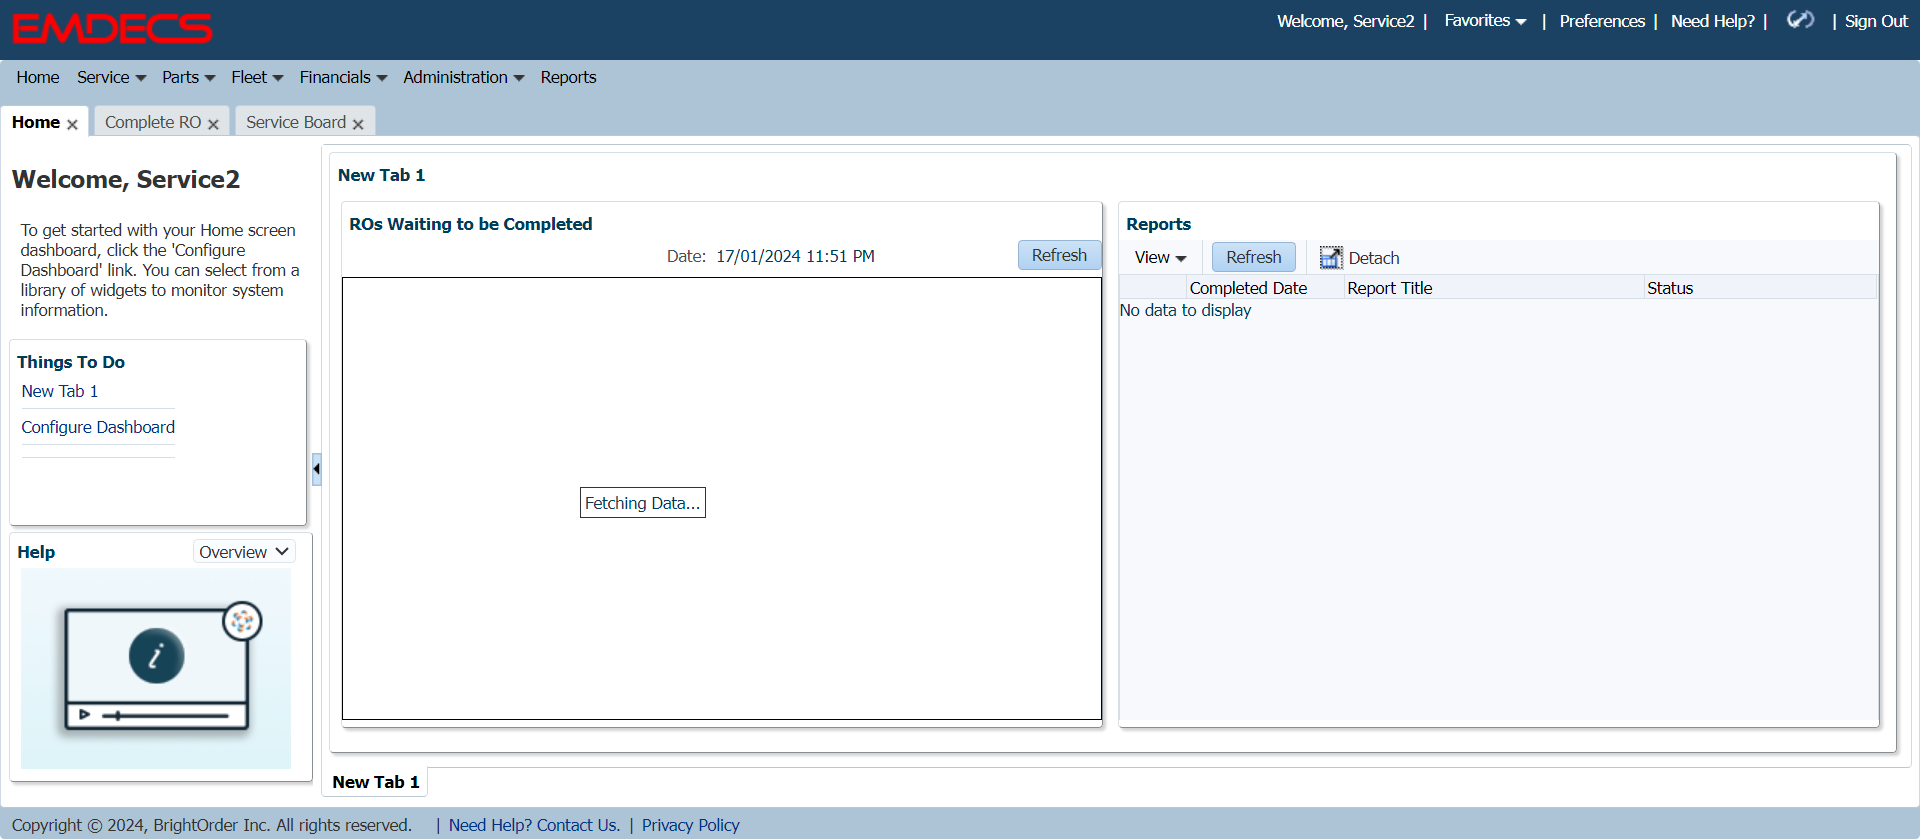 EMDECS
Welcome, Service2 | Favorites | Preferences | Need Help? | | Sign Out
Home Service Parts Fleet Financials Administration Reports
Home Complete RO Service Board
Welcome, Service2
To get started with your Home screen
dashboard, click the 'Configure
Dashboard' link. You can select from a
library of widgets to monitor system
information.
Things To Do
New Tab 1
Configure Dashboard
Help Overview
i
New Tab 1
ROs Waiting to be Completed
Date: 17/01/2024 11:51 PM Refresh
Fetching Data...
Reports
View Refresh Detach
Completed Date Report Title Status
No data to display
New Tab 1
Copyright © 2024, BrightOrder Inc. All rights reserved. | Need Help? Contact Us. | Privacy Policy